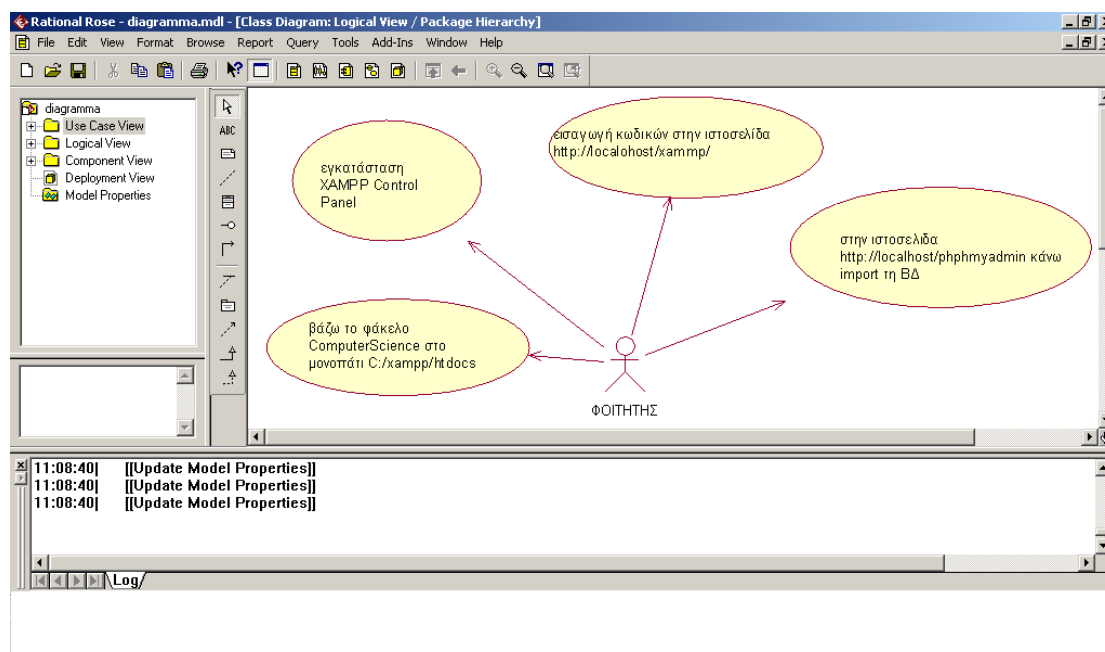 Rational Rose - diagramma.mdl - [Class Diagram: Logical View / Package Hierarchy]
File Edit View Format Browse Report Query Tools Add-Ins Window Help
diagramma
Use Case View
Logical View
Component View
Deployment View
Model Properties
ABC
εγκατάσταση
XAMPP Control
Panel
εισαγωγή κωδικών στην ιστοσελίδα
http://localohost/xammp/
στην ιστοσελιδα
http://localhost/phphmyadmin κάνω
import τη ΒΔ
βάζω το φάκελο
ComputerScience στο
μονοπάτι C:/xampp/htdocs
ΦΟΙΤΗΤΗΣ
11:08:40| [[Update Model Properties]]
11:08:40| [[Update Model Properties]]
11:08:40| [[Update Model Properties]]
Log